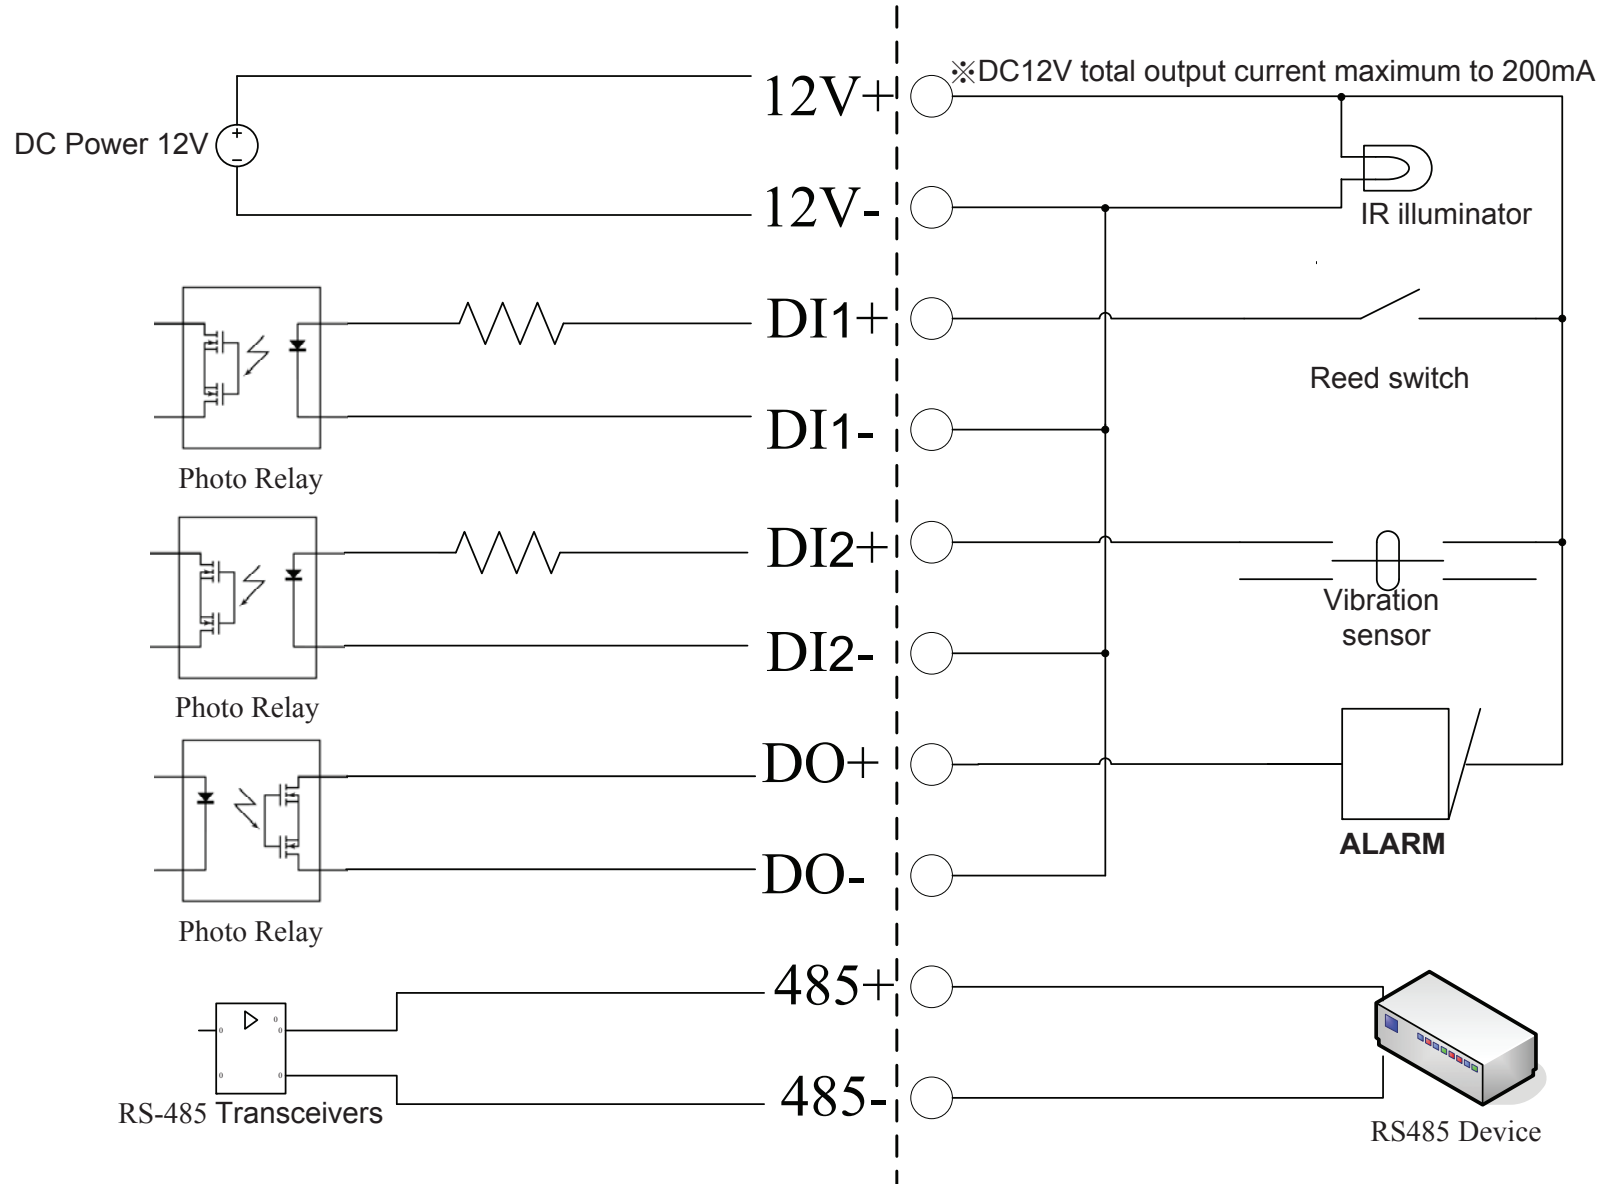 ※DC12V total output current maximum to 200mA
12V+
DC Power 12V
12V-
IR illuminator
DI1+
Reed switch
DI1-
Photo Relay
DI2+
Vibration
sensor
DI2-
Photo Relay
DO+
ALARM
DO-
Photo Relay
485+
485-
RS-485 Transceivers
RS485 Device